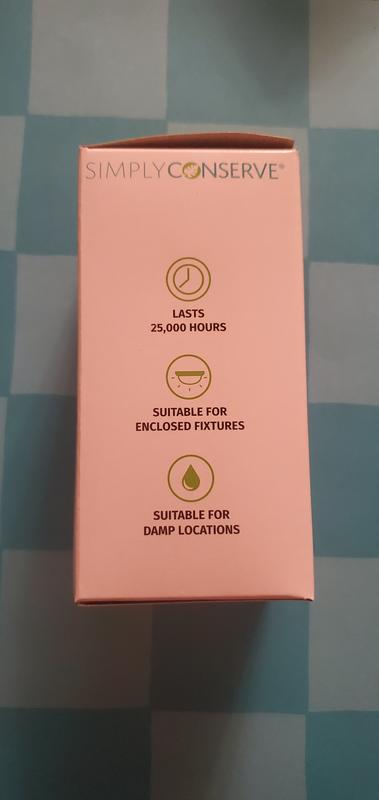 SIMPLYCONSERVE®
LASTS
25,000 HOURS
SUITABLE FOR
ENCLOSED FIXTURES
SUITABLE FOR
DAMP LOCATIONS